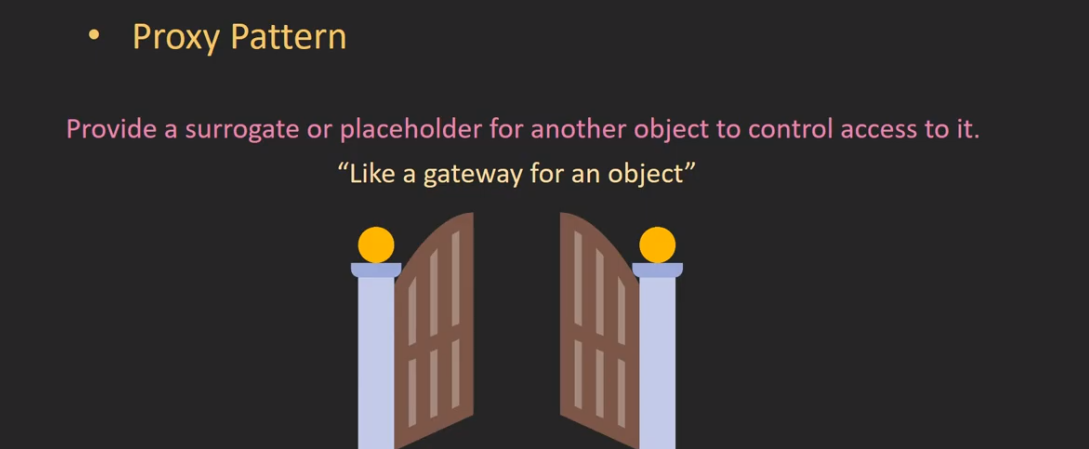 • Proxy Pattern
Provide a surrogate or placeholder for another object to control access to it.
“Like a gateway for an object”